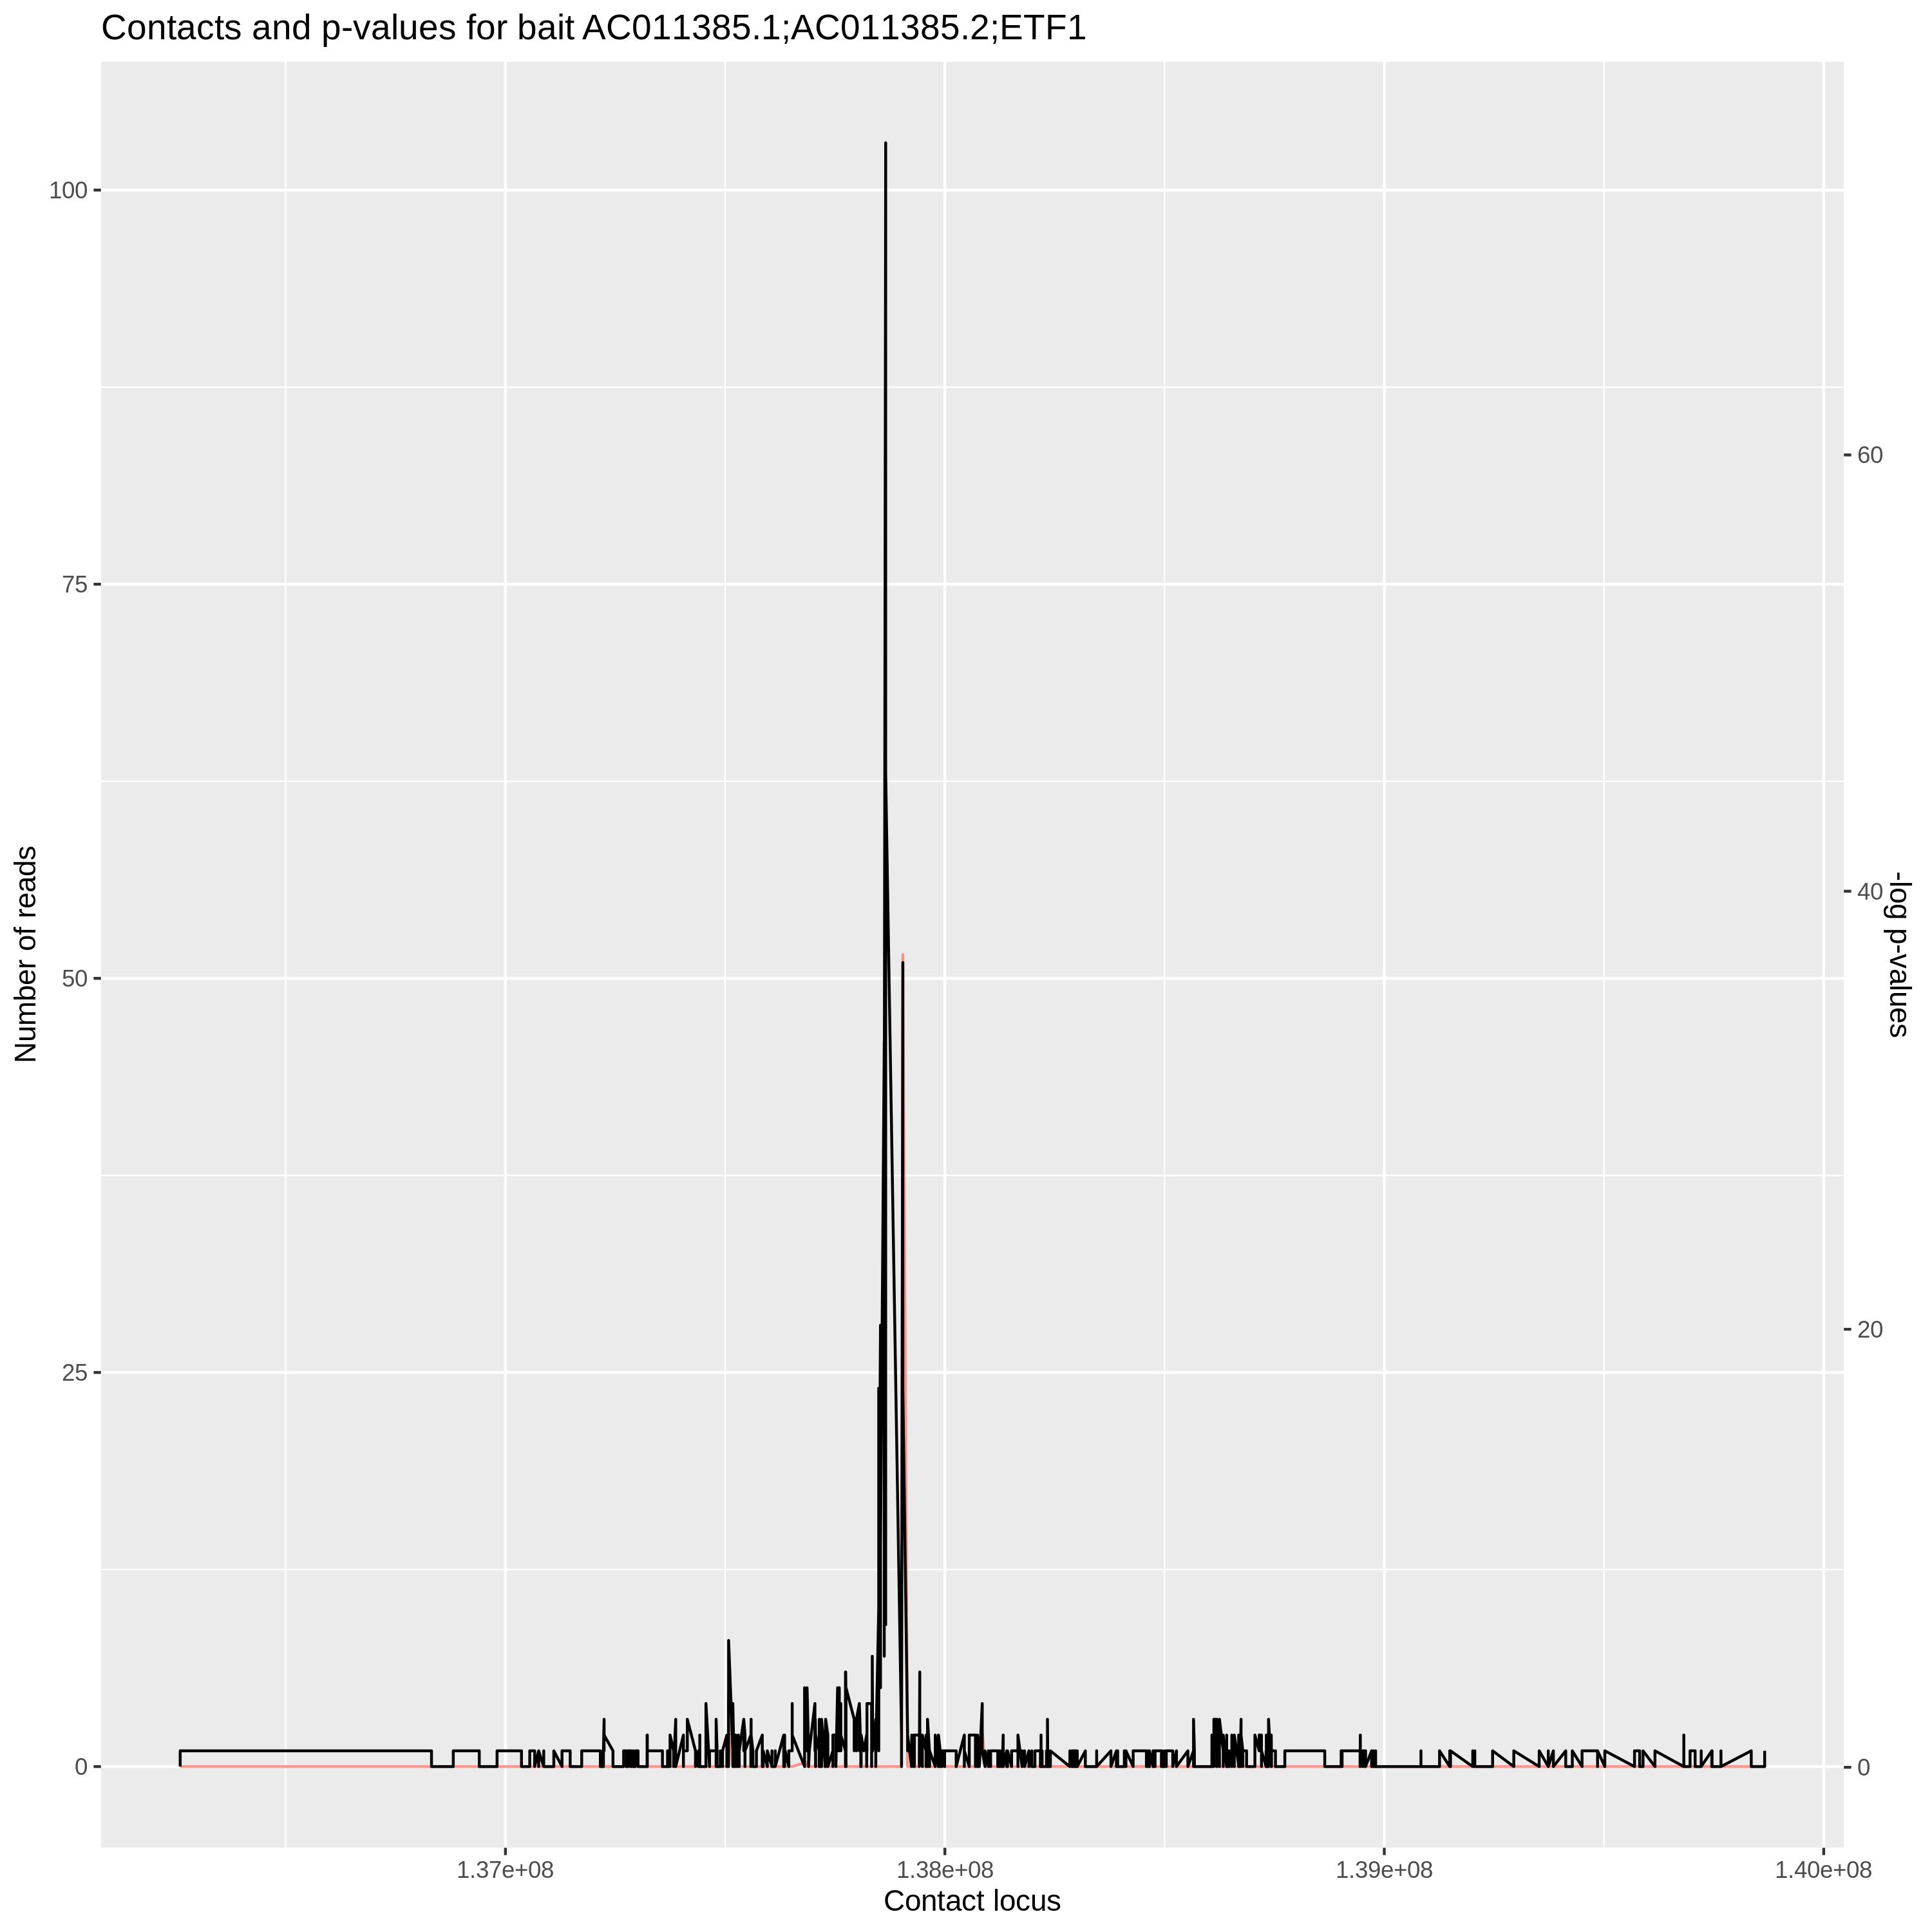 Contacts and p-values for bait AC011385.1;AC011385.2;ETF1
Number of reads
100
75
50
25
0
60
40
20
0
-log p-values
1.37e+08
1.38e+08
1.39e+08
1.40e+08
Contact locus